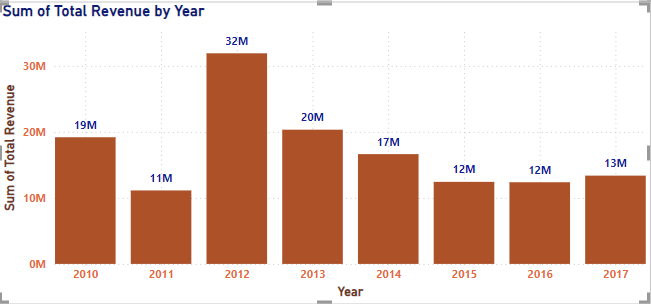 Sum of Total Revenue by Year
Sum of Total Revenue
30M
20M
10M
0M
19M
11M
32M
20M
17M
12M
12M
13M
2010
2011
2012
2013
2014
2015
2016
2017
Year